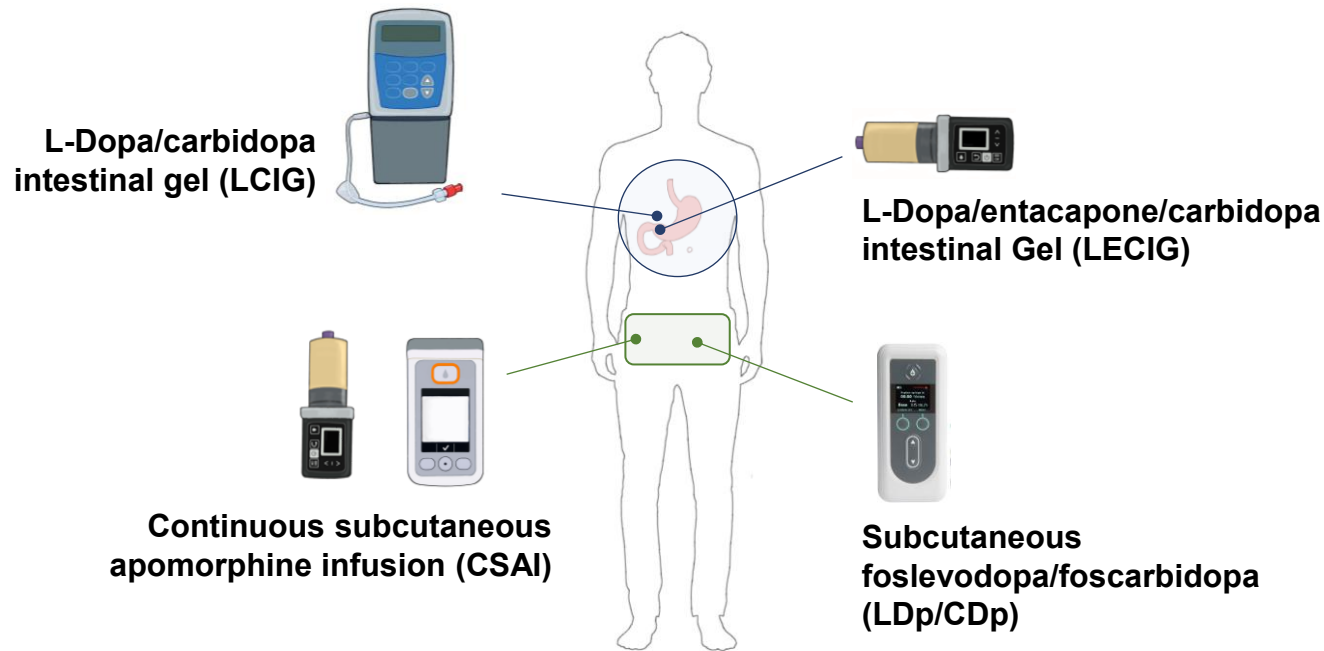 L-Dopa/carbidopa
intestinal gel (LCIG)
L-Dopa/entacapone/carbidopa
intestinal Gel (LECIG)
Continuous subcutaneous
apomorphine infusion (CSAI)
Subcutaneous
foslevodopa/foscarbidopa
(LDp/CDp)